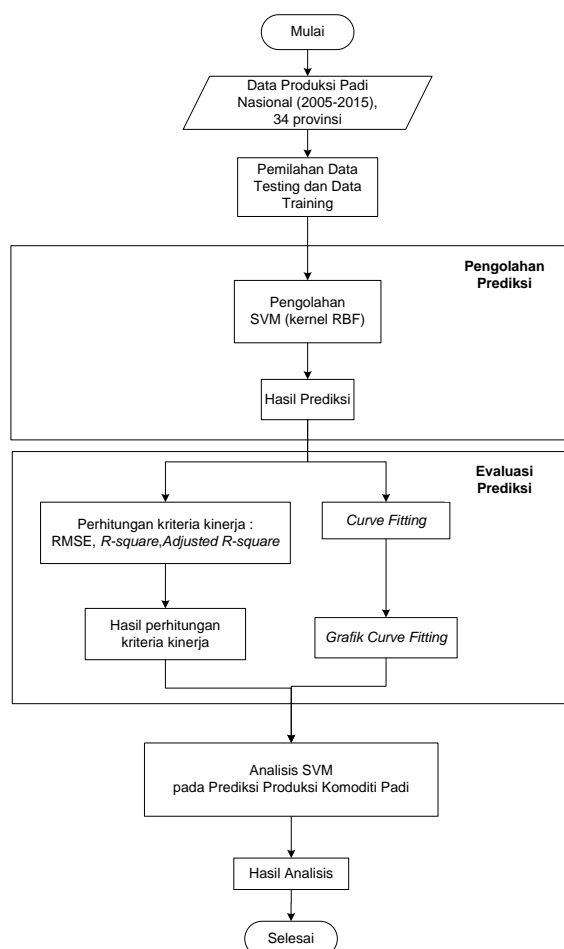 Mulai
Data Produksi Padi
Nasional (2005-2015),
34 provinsi
Pemilahan Data
Testing dan Data
Training
Pengolahan
Prediksi
Pengolahan
SVM (kernel RBF)
Hasil Prediksi
Evaluasi
Prediksi
Perhitungan kriteria kinerja :
RMSE, R-square,Adjusted R-square
Curve Fitting
Hasil perhitungan
kriteria kinerja
Grafik Curve Fitting
Analisis SVM
pada Prediksi Produksi Komoditi Padi
Hasil Analisis
Selesai